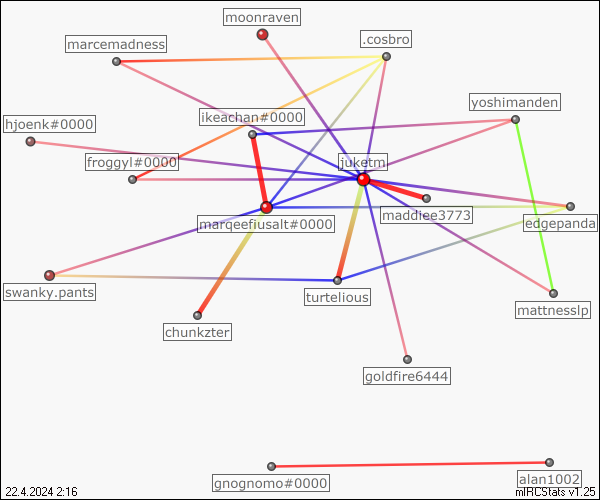 moonraven
marcemadness
.cosbro
yoshimanden
ikeachan#0000
hjoenk#0000
froggyl#0000
juketm
maddiee3773
marqeefiusalt#0000
edgepanda
swanky.pants
turtelious
mattnesslp
chunkzter
goldfire6444
gnognomo#0000
alan1002
22.4.2024 2:16
mIRCStats v1.25